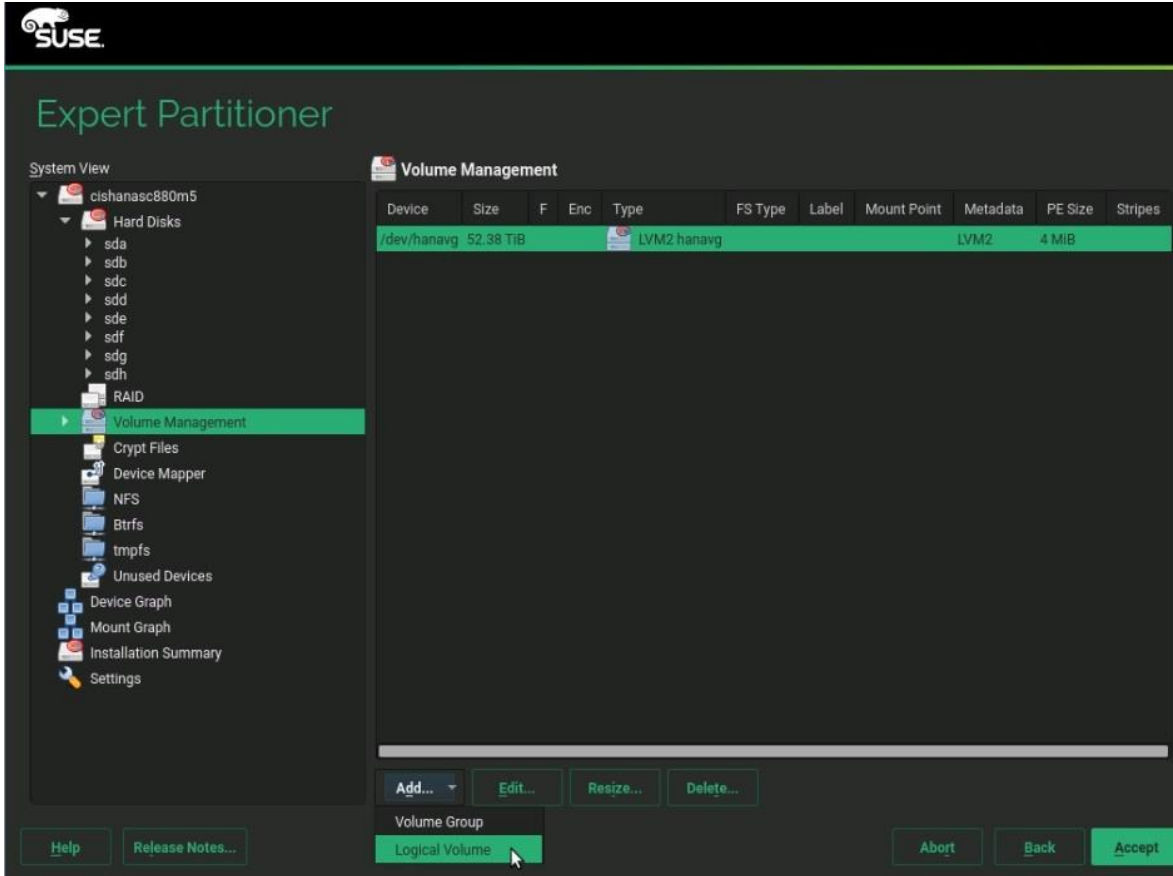 SUSE.
Expert Partitioner
System View
cishanasc880m5
Hard Disks
sda
sdb
sdc
sdd
sde
sdf
sdg
sdh
RAID
Volume Management
Crypt Files
Device Mapper
NFS
Btrfs
tmpfs
Unused Devices
Device Graph
Mount Graph
Installation Summary
Settings
Volume Management
Device Size F Enc Type FS Type Label Mount Point Metadata PE Size Stripes
/dev/hanavg 52.38 TiB LVM2 hanavg LVM2 4 MiB
Add... Edit... Resize... Delete...
Volume Group
Logical Volume
Help Release Notes... Abort Back Accept